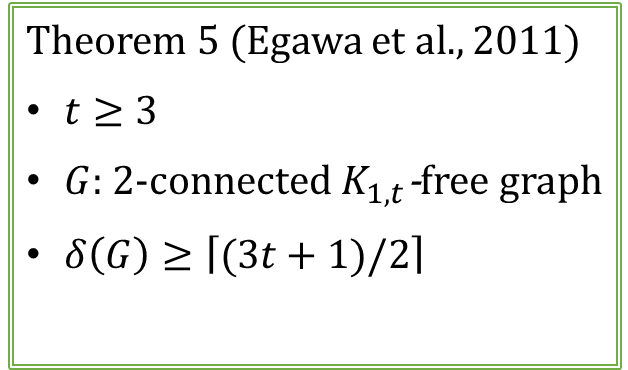 Theorem 5 (Egawa et al., 2011)
• t ≥ 3
• G: 2-connected K₁,ₜ-free graph
• δ(G) ≥ ⌈(3t + 1)/2⌉